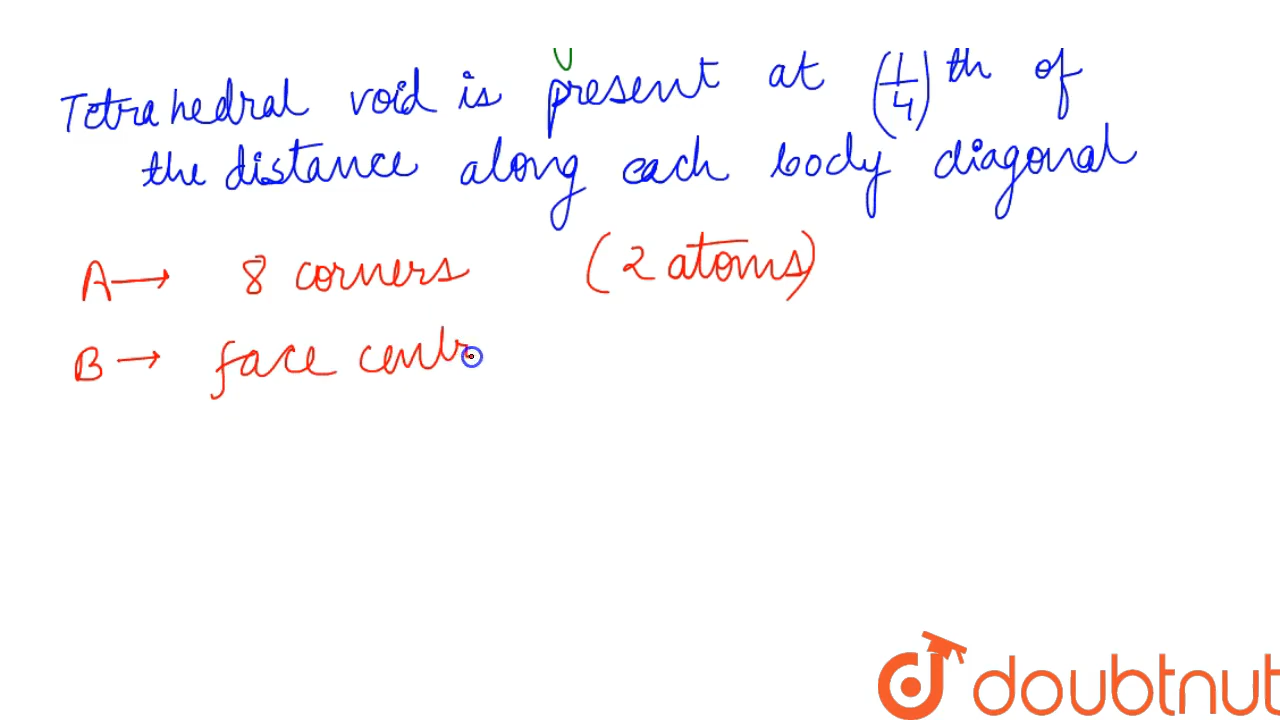 Tetrahedral void is present at (1/4)th of
the distance along each body diagonal
A → 8 corners (2 atoms)
B → face centr
doubtnut